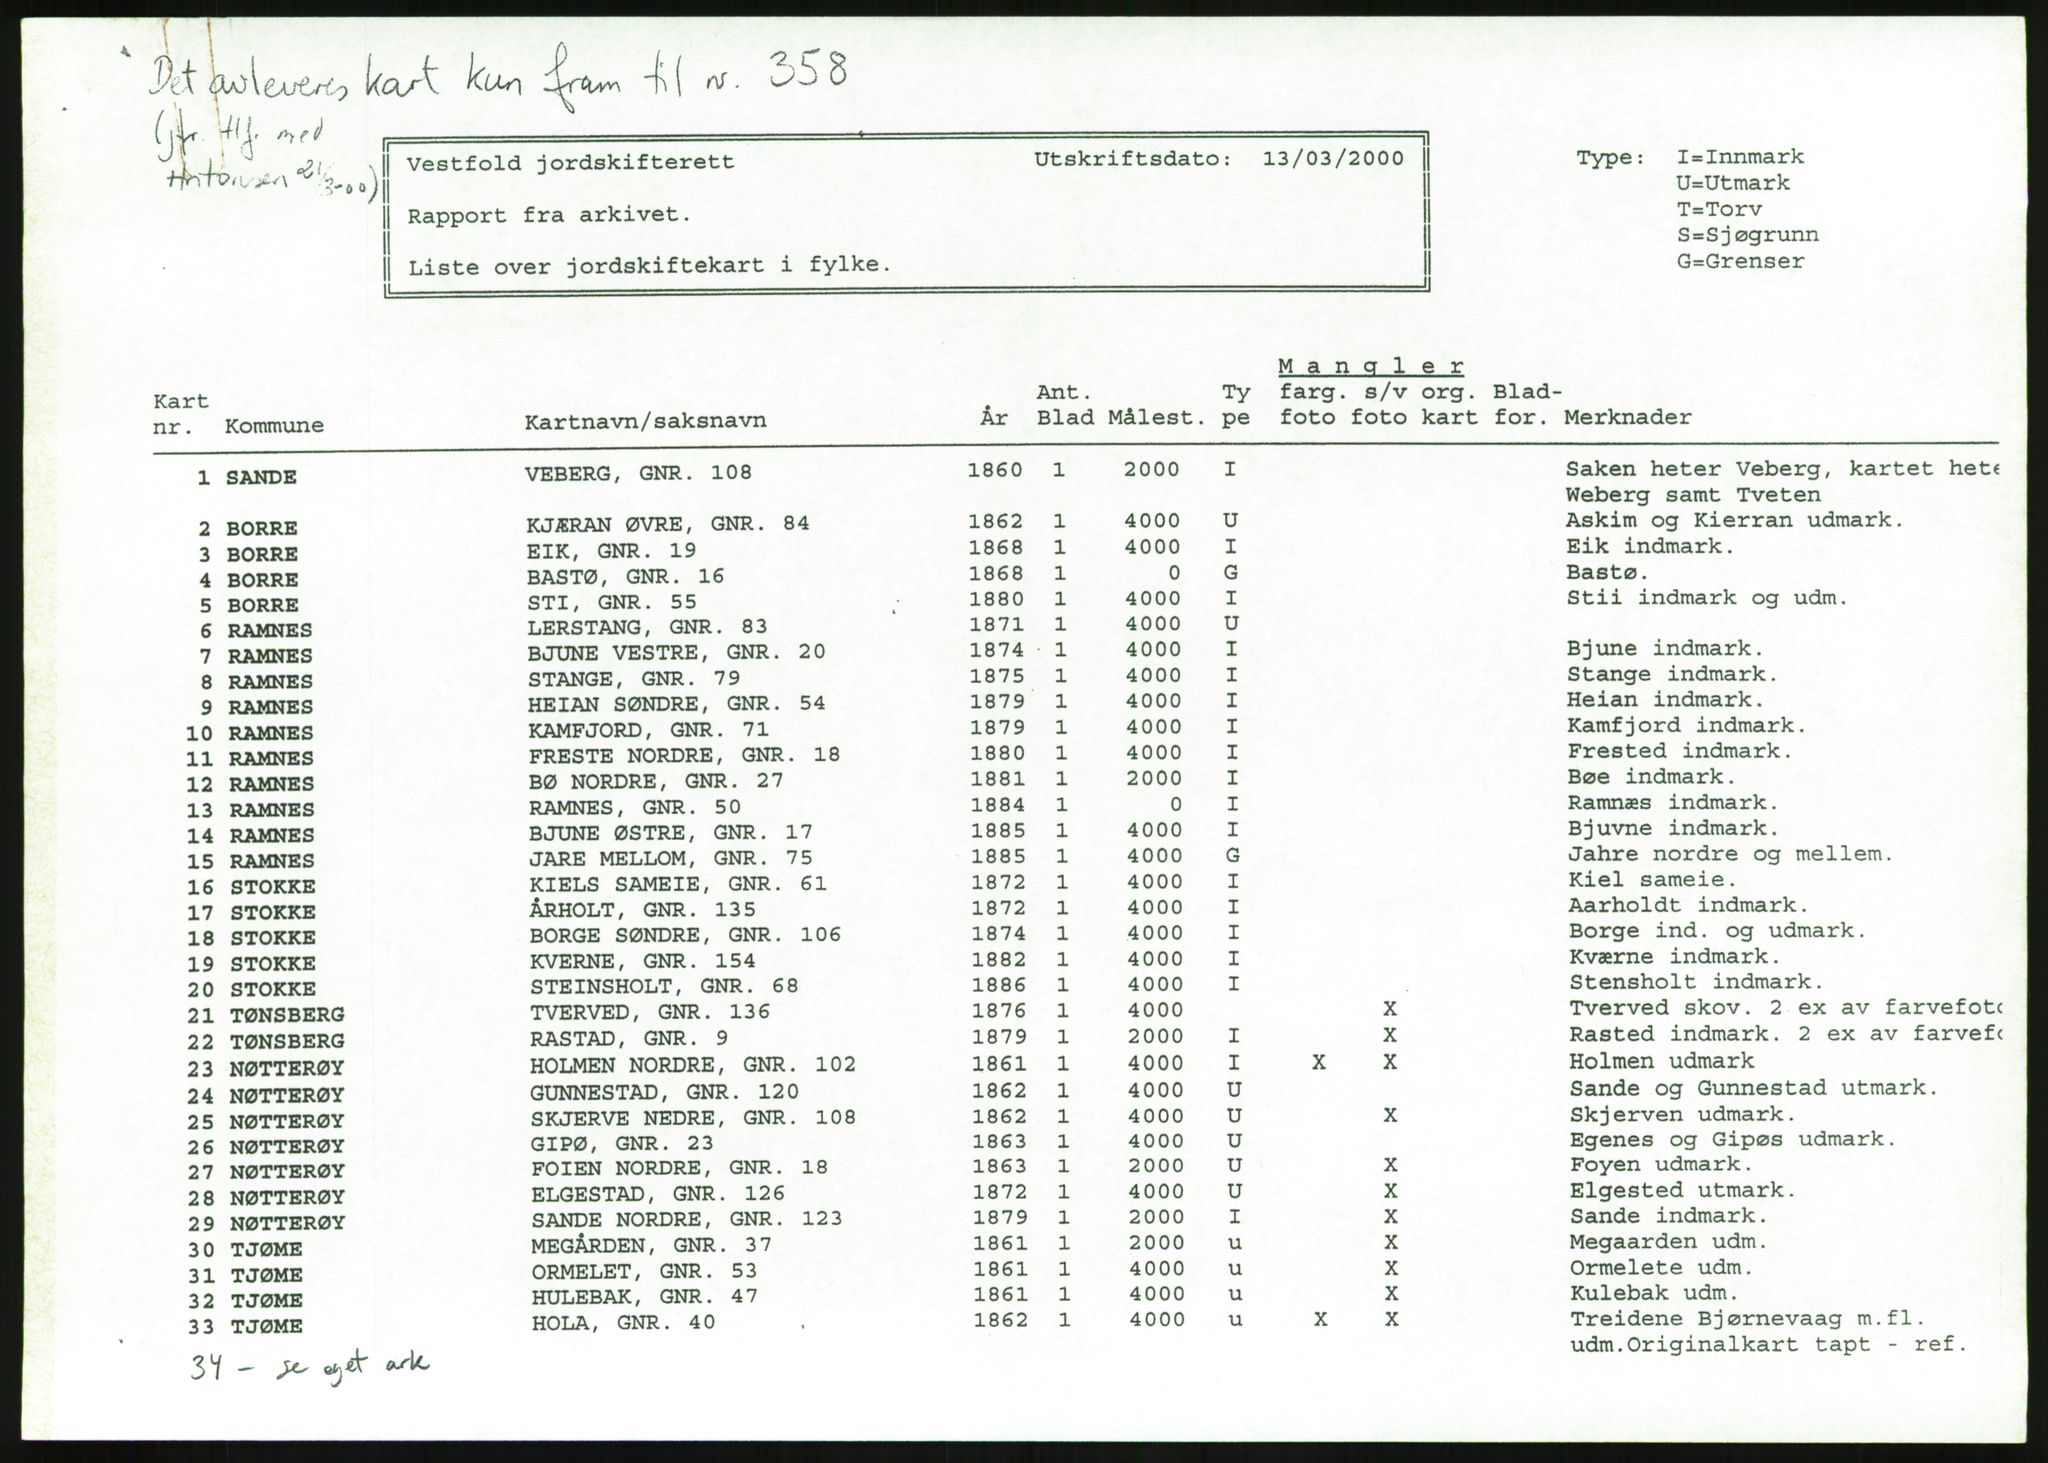 Det avleveres kart kun fram til nr. 358
(jfr. tlf. med
Antonsen 21/3-00)
Vestfold jordskifterett Utskriftsdato: 13/03/2000
Rapport fra arkivet.
Liste over jordskiftekart i fylke.
Type: I=Innmark
U=Utmark
T=Torv
S=Sjøgrunn
G=Grenser
M a n g l e r
Kart Ant. Ty farg. s/v org. Blad-
nr. Kommune Kartnavn/saksnavn År Blad Målest. pe foto foto kart for. Merknader
1 SANDE VEBERG, GNR. 108 1860 1 2000 I Saken heter Veberg, kartet hete
Weberg samt Tveten
2 BORRE KJÆRAN ØVRE, GNR. 84 1862 1 4000 U Askim og Kierran udmark.
3 BORRE EIK, GNR. 19 1868 1 4000 I Eik indmark.
4 BORRE BASTØ, GNR. 16 1868 1 0 G Bastø.
5 BORRE STI, GNR. 55 1880 1 4000 I Stii indmark og udm.
6 RAMNES LERSTANG, GNR. 83 1871 1 4000 U
7 RAMNES BJUNE VESTRE, GNR. 20 1874 1 4000 I Bjune indmark.
8 RAMNES STANGE, GNR. 79 1875 1 4000 I Stange indmark.
9 RAMNES HEIAN SØNDRE, GNR. 54 1879 1 4000 I Heian indmark.
10 RAMNES KAMFJORD, GNR. 71 1879 1 4000 I Kamfjord indmark.
11 RAMNES FRESTE NORDRE, GNR. 18 1880 1 4000 I Frested indmark.
12 RAMNES BØ NORDRE, GNR. 27 1881 1 2000 I Bøe indmark.
13 RAMNES RAMNES, GNR. 50 1884 1 0 I Ramnæs indmark.
14 RAMNES BJUNE ØSTRE, GNR. 17 1885 1 4000 I Bjuvne indmark.
15 RAMNES JARE MELLOM, GNR. 75 1885 1 4000 G Jahre nordre og mellem.
16 STOKKE KIELS SAMEIE, GNR. 61 1872 1 4000 I Kiel sameie.
17 STOKKE ÅRHOLT, GNR. 135 1872 1 4000 I Aarholdt indmark.
18 STOKKE BORGE SØNDRE, GNR. 106 1874 1 4000 I Borge ind. og udmark.
19 STOKKE KVERNE, GNR. 154 1882 1 4000 I Kværne indmark.
20 STOKKE STEINSHOLT, GNR. 68 1886 1 4000 I Stensholt indmark.
21 TØNSBERG TVERVED, GNR. 136 1876 1 4000 X Tverved skov. 2 ex av farvefoto
22 TØNSBERG RASTAD, GNR. 9 1879 1 2000 I X Rasted indmark. 2 ex av farvefo
23 NØTTERØY HOLMEN NORDRE, GNR. 102 1861 1 4000 I X X Holmen udmark
24 NØTTERØY GUNNESTAD, GNR. 120 1862 1 4000 U Sande og Gunnestad utmark.
25 NØTTERØY SKJERVE NEDRE, GNR. 108 1862 1 4000 U X Skjerven udmark.
26 NØTTERØY GIPØ, GNR. 23 1863 1 4000 U Egenes og Gipøs udmark.
27 NØTTERØY FOIEN NORDRE, GNR. 18 1863 1 2000 U X Foyen udmark.
28 NØTTERØY ELGESTAD, GNR. 126 1872 1 4000 U X Elgested utmark.
29 NØTTERØY SANDE NORDRE, GNR. 123 1879 1 2000 I X Sande indmark.
30 TJØME MEGÅRDEN, GNR. 37 1861 1 2000 u X Megaarden udm.
31 TJØME ORMELET, GNR. 53 1861 1 4000 u X Ormelete udm.
32 TJØME HULEBAK, GNR. 47 1861 1 4000 u X Kulebak udm.
33 TJØME HOLA, GNR. 40 1862 1 4000 u X X Treidene Bjørnevaag m.fl.
udm.Originalkart tapt - ref.
34 – se eget ark